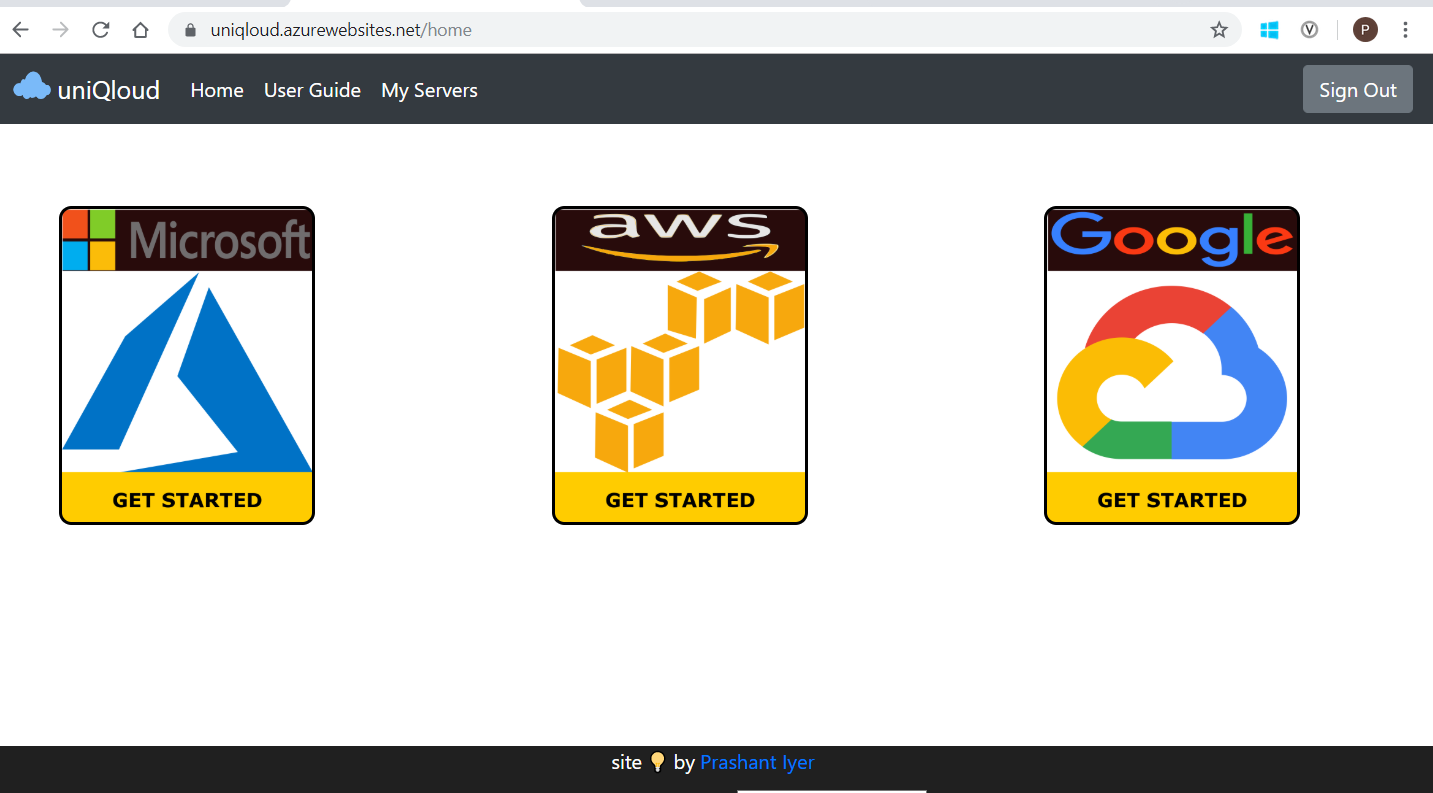 uniqloud.azurewebsites.net/home
P
uniQloud Home User Guide My Servers Sign Out
Microsoft
aws
Google
GET STARTED
GET STARTED
GET STARTED
site 💡 by Prashant Iyer